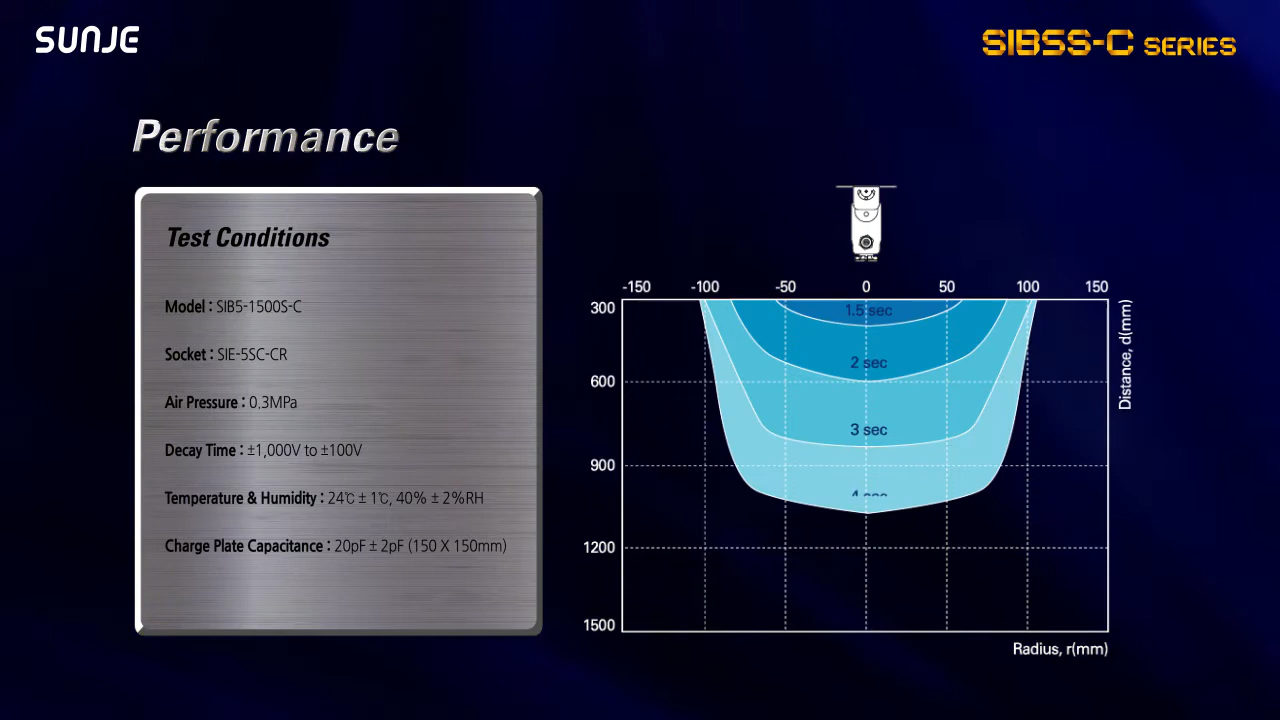 SUNJE
SIBSS-C SERIES
Performance
Test Conditions
Model : SIB5-1500S-C
Socket : SIE-5SC-CR
Air Pressure : 0.3MPa
Decay Time : ±1,000V to ±100V
Temperature & Humidity : 24℃ ± 1℃, 40% ± 2%RH
Charge Plate Capacitance : 20pF ± 2pF (150 X 150mm)
-150 -100 -50 0 50 100 150
300
600
900
1200
1500
1.5 sec
2 sec
3 sec
4 sec
Distance, d(mm)
Radius, r(mm)